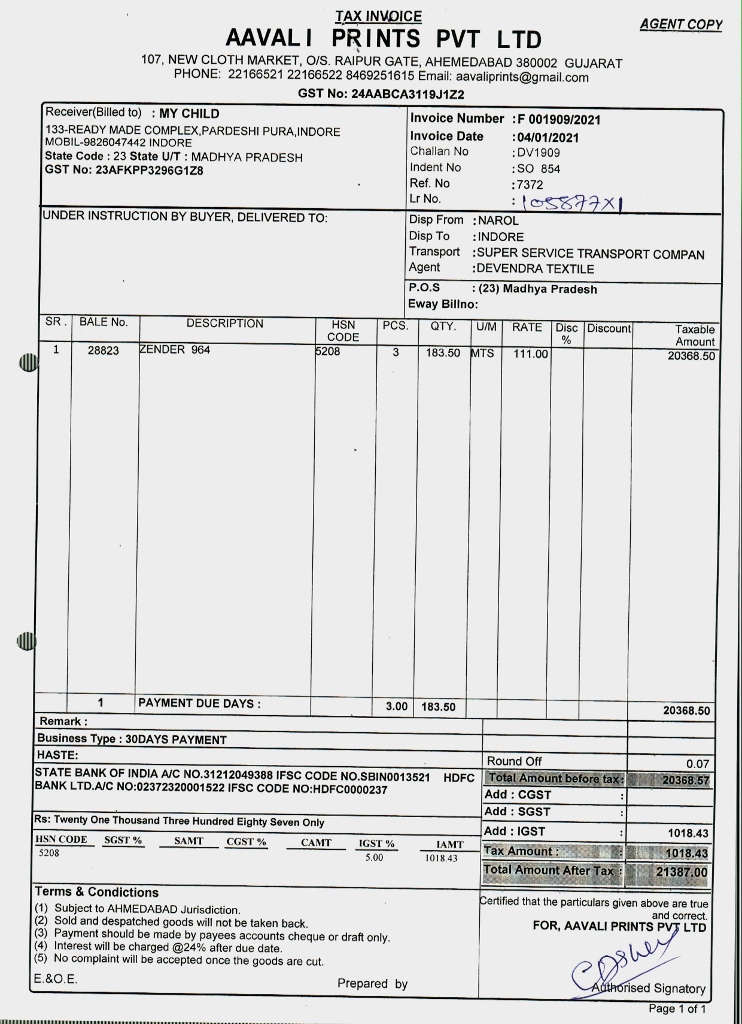 TAX INVOICE
AGENT COPY
AAVALI PRINTS PVT LTD
107, NEW CLOTH MARKET, O/S. RAIPUR GATE, AHEMEDABAD 380002 GUJARAT
PHONE: 22166521 22166522 8469251615 Email: aavaliprints@gmail.com
GST No: 24AABCA3119J1Z2
Receiver(Billed to) : MY CHILD
133-READY MADE COMPLEX,PARDESHI PURA,INDORE
MOBIL-9826047442 INDORE
State Code : 23 State U/T : MADHYA PRADESH
GST No: 23AFKPP3296G1Z8
Invoice Number : F 001909/2021
Invoice Date : 04/01/2021
Challan No : DV1909
Indent No : SO 854
Ref. No : 7372
Lr No. : 105877X1
UNDER INSTRUCTION BY BUYER, DELIVERED TO:
Disp From : NAROL
Disp To : INDORE
Transport : SUPER SERVICE TRANSPORT COMPAN
Agent : DEVENDRA TEXTILE
P.O.S : (23) Madhya Pradesh
Eway Billno:
SR. BALE No. DESCRIPTION HSN CODE PCS. QTY. U/M RATE Disc % Discount Taxable Amount
1 28823 ZENDER 964 5208 3 183.50 MTS 111.00 20368.50
1 PAYMENT DUE DAYS : 3.00 183.50 20368.50
Remark :
Business Type : 30DAYS PAYMENT
HASTE:
STATE BANK OF INDIA A/C NO.31212049388 IFSC CODE NO.SBIN0013521 HDFC
BANK LTD.A/C NO:02372320001522 IFSC CODE NO:HDFC0000237
Rs: Twenty One Thousand Three Hundred Eighty Seven Only
HSN CODE SGST % SAMT CGST % CAMT IGST % IAMT
5208 5.00 1018.43
Round Off 0.07
Total Amount before tax: 20368.57
Add : CGST :
Add : SGST :
Add : IGST : 1018.43
Tax Amount : 1018.43
Total Amount After Tax : 21387.00
Terms & Conditions
(1) Subject to AHMEDABAD Jurisdiction.
(2) Sold and despatched goods will not be taken back.
(3) Payment should be made by payees accounts cheque or draft only.
(4) Interest will be charged @24% after due date.
(5) No complaint will be accepted once the goods are cut.
E.&O.E.
Prepared by
Certified that the particulars given above are true
and correct.
FOR, AAVALI PRINTS PVT LTD
Authorised Signatory
Page 1 of 1